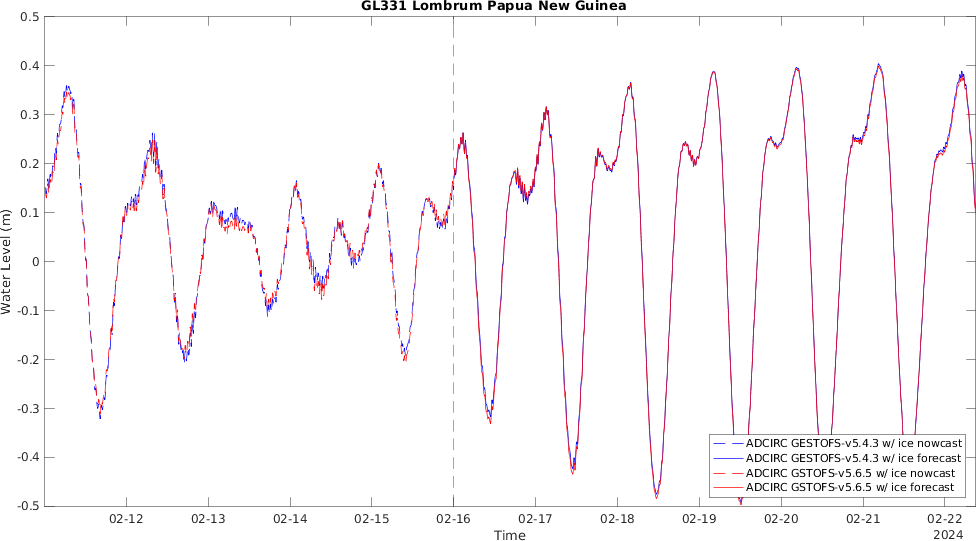 GL331 Lombrum Papua New Guinea
0.5
0.4
0.3
0.2
0.1
0
-0.1
-0.2
-0.3
-0.4
-0.5
Water Level (m)
ADCIRC GESTOFS-v5.4.3 w/ ice nowcast
ADCIRC GESTOFS-v5.4.3 w/ ice forecast
ADCIRC GSTOFS-v5.6.5 w/ ice nowcast
ADCIRC GSTOFS-v5.6.5 w/ ice forecast
02-12 02-13 02-14 02-15 02-16 02-17 02-18 02-19 02-20 02-21 02-22
2024
Time